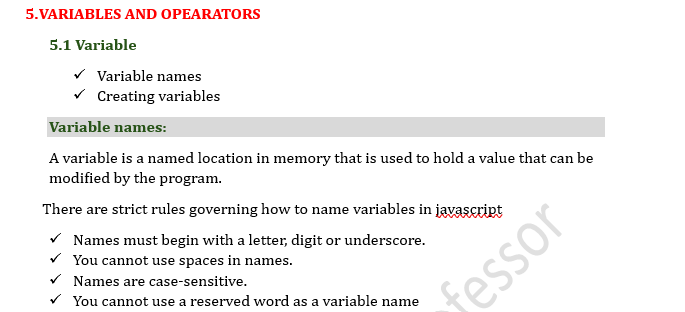 5.VARIABLES AND OPEARATORS
5.1 Variable
✓ Variable names
✓ Creating variables
Variable names:
A variable is a named location in memory that is used to hold a value that can be
modified by the program.
There are strict rules governing how to name variables in javascript
✓ Names must begin with a letter, digit or underscore.
✓ You cannot use spaces in names.
✓ Names are case-sensitive.
✓ You cannot use a reserved word as a variable name